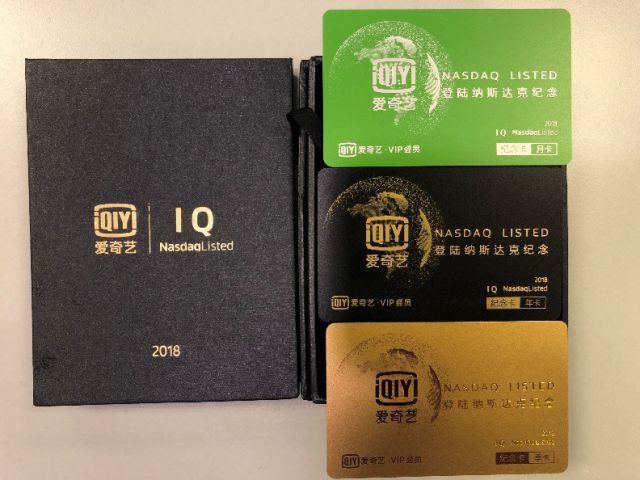 iQIYI
爱奇艺
IQ
NasdaqListed
2018
iQIYI
爱奇艺
NASDAQ LISTED
登陆纳斯达克纪念
2018
IQ NasdaqListed
iQIYI 爱奇艺·VIP会员
纪念卡 月卡
iQIYI
爱奇艺
NASDAQ LISTED
登陆纳斯达克纪念
2018
IQ NasdaqListed
iQIYI 爱奇艺·VIP会员
纪念卡 年卡
iQIYI
爱奇艺
NASDAQ LISTED
登陆纳斯达克纪念
2018
IQ NasdaqListed
iQIYI 爱奇艺·VIP会员
纪念卡 季卡